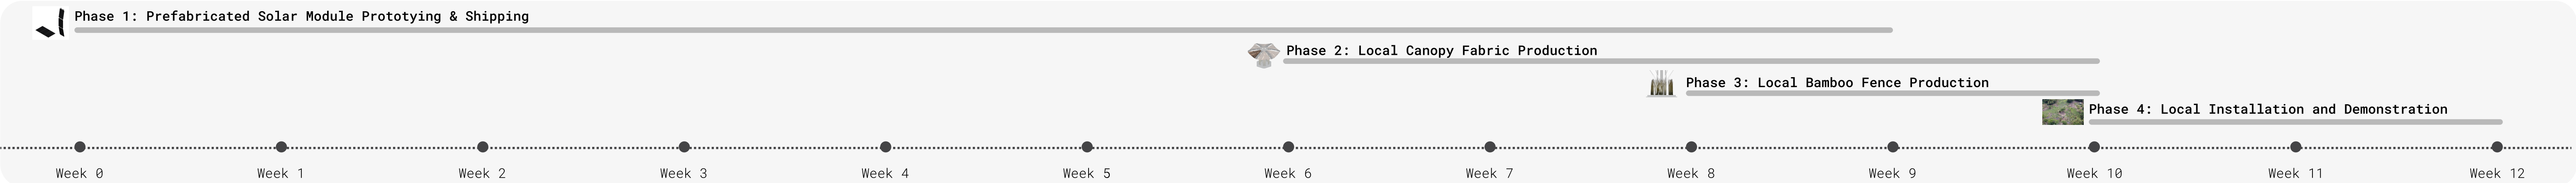 Phase 1: Prefabricated Solar Module Prototying & Shipping
Phase 2: Local Canopy Fabric Production
Phase 3: Local Bamboo Fence Production
Phase 4: Local Installation and Demonstration
Week 0 Week 1 Week 2 Week 3 Week 4 Week 5 Week 6 Week 7 Week 8 Week 9 Week 10 Week 11 Week 12